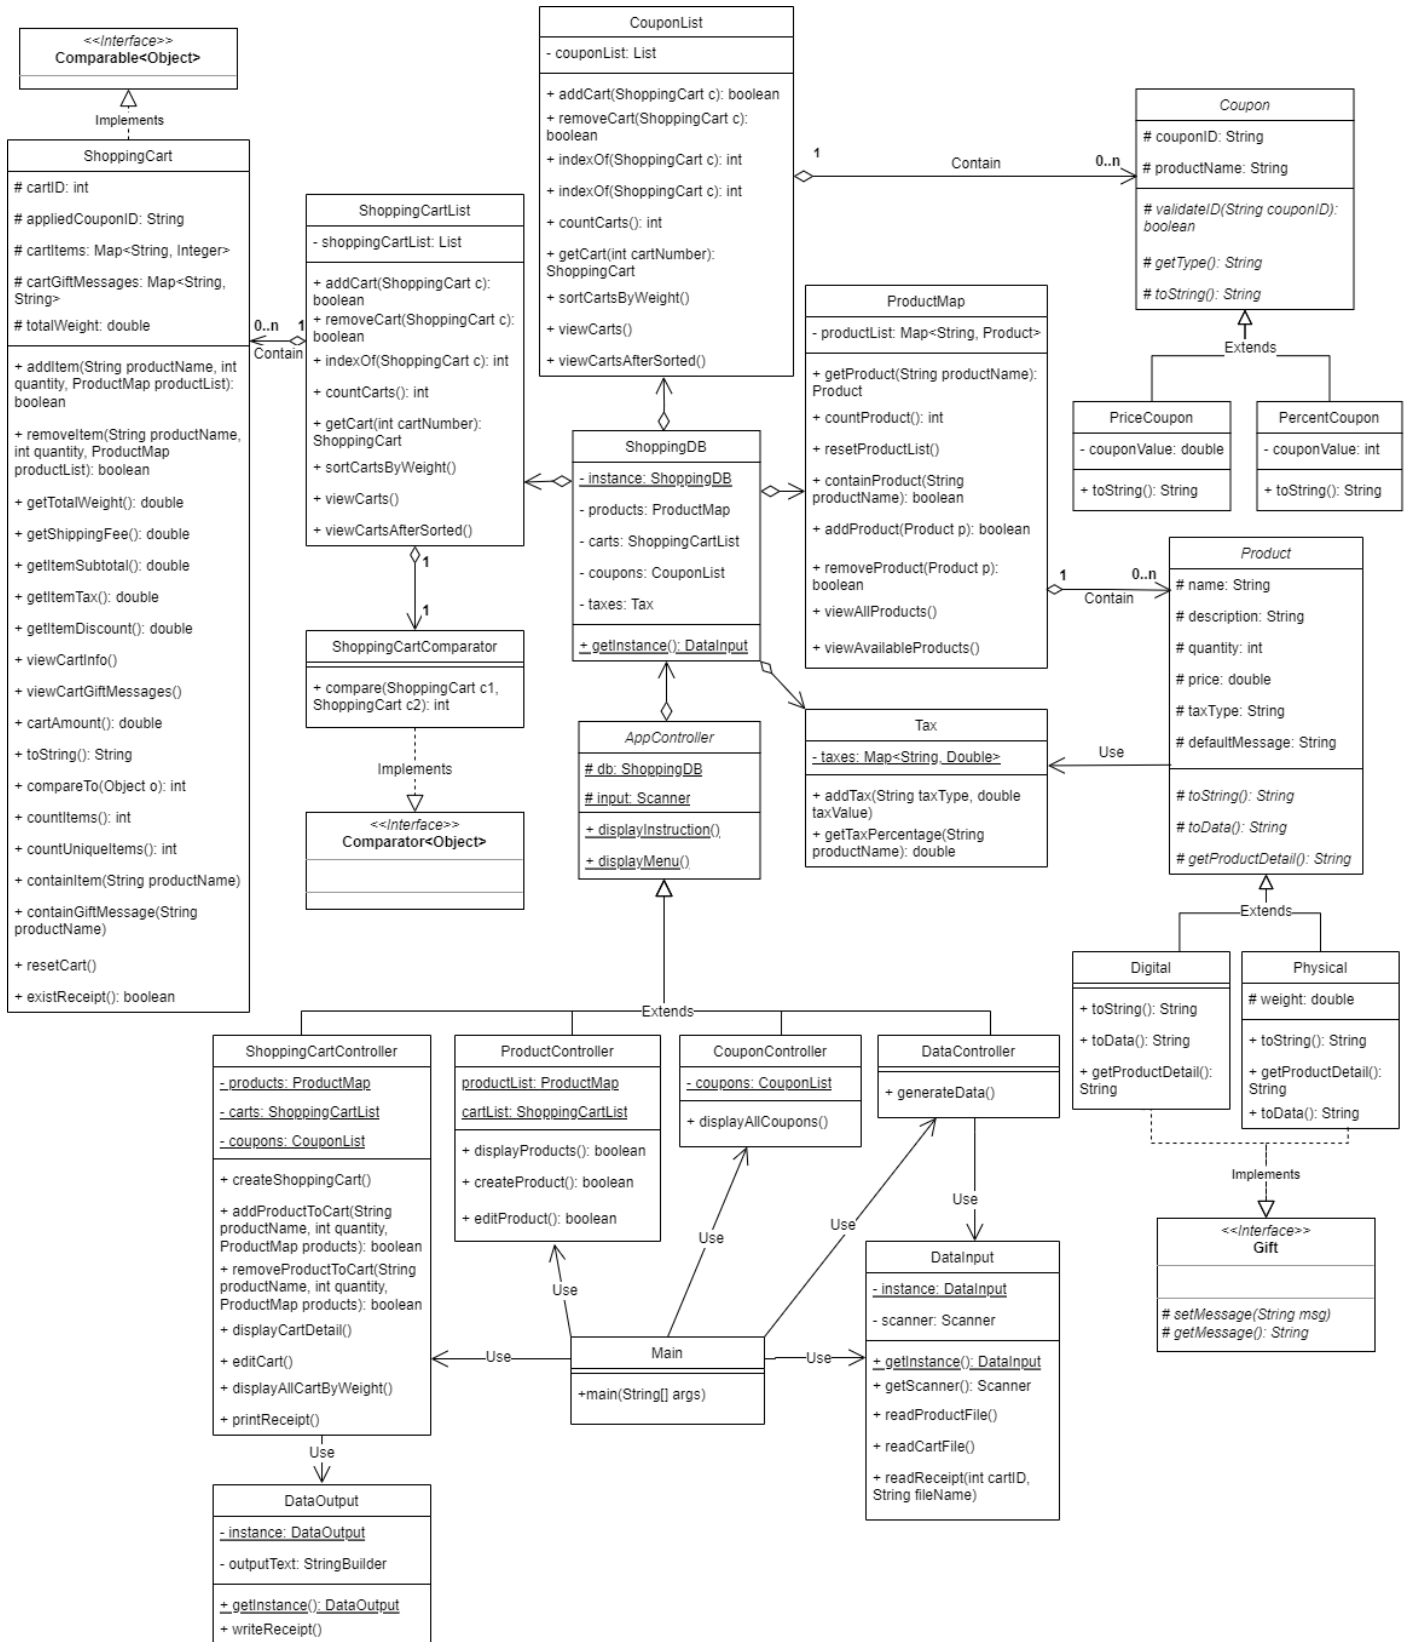 <<Interface>>
Comparable<Object>
Implements
ShoppingCart
# cartID: int
# appliedCouponID: String
# cartItems: Map<String, Integer>
# cartGiftMessages: Map<String,
String>
# totalWeight: double
+ addItem(String productName, int
quantity, ProductMap productList):
boolean
+ removeItem(String productName,
int quantity, ProductMap
productList): boolean
+ getTotalWeight(): double
+ getShippingFee(): double
+ getItemSubtotal(): double
+ getItemTax(): double
+ getItemDiscount(): double
+ viewCartInfo()
+ viewCartGiftMessages()
+ cartAmount(): double
+ toString(): String
+ compareTo(Object o): int
+ countItems(): int
+ countUniqueItems(): int
+ containItem(String productName)
+ containGiftMessage(String
productName)
+ resetCart()
+ existReceipt(): boolean
0..n 1
Contain
ShoppingCartList
- shoppingCartList: List
+ addCart(ShoppingCart c):
boolean
+ removeCart(ShoppingCart c):
boolean
+ indexOf(ShoppingCart c): int
+ countCarts(): int
+ getCart(int cartNumber):
ShoppingCart
+ sortCartsByWeight()
+ viewCarts()
+ viewCartsAfterSorted()
1
1
ShoppingCartComparator
+ compare(ShoppingCart c1,
ShoppingCart c2): int
Implements
<<Interface>>
Comparator<Object>
CouponList
- couponList: List
+ addCart(ShoppingCart c): boolean
+ removeCart(ShoppingCart c):
boolean
+ indexOf(ShoppingCart c): int
+ indexOf(ShoppingCart c): int
+ countCarts(): int
+ getCart(int cartNumber):
ShoppingCart
+ sortCartsByWeight()
+ viewCarts()
+ viewCartsAfterSorted()
1 Contain 0..n
Coupon
# couponID: String
# productName: String
# validateID(String couponID):
boolean
# getType(): String
# toString(): String
Extends
PriceCoupon
- couponValue: double
+ toString(): String
PercentCoupon
- couponValue: int
+ toString(): String
ShoppingDB
- instance: ShoppingDB
- products: ProductMap
- carts: ShoppingCartList
- coupons: CouponList
- taxes: Tax
+ getInstance(): DataInput
ProductMap
- productList: Map<String, Product>
+ getProduct(String productName):
Product
+ countProduct(): int
+ resetProductList()
+ containProduct(String
productName): boolean
+ addProduct(Product p): boolean
+ removeProduct(Product p):
boolean
+ viewAllProducts()
+ viewAvailableProducts()
1 0..n
Contain
Product
# name: String
# description: String
# quantity: int
# price: double
# taxType: String
# defaultMessage: String
# toString(): String
# toData(): String
# getProductDetail(): String
Use
Tax
- taxes: Map<String, Double>
+ addTax(String taxType, double
taxValue)
+ getTaxPercentage(String
productName): double
AppController
# db: ShoppingDB
# input: Scanner
+ displayInstruction()
+ displayMenu()
Extends
Extends
Digital
+ toString(): String
+ toData(): String
+ getProductDetail():
String
Physical
# weight: double
+ toString(): String
+ getProductDetail():
String
+ toData(): String
Implements
<<Interface>>
Gift
# setMessage(String msg)
# getMessage(): String
ShoppingCartController
- products: ProductMap
- carts: ShoppingCartList
- coupons: CouponList
+ createShoppingCart()
+ addProductToCart(String
productName, int quantity,
ProductMap products): boolean
+ removeProductToCart(String
productName, int quantity,
ProductMap products): boolean
+ displayCartDetail()
+ editCart()
+ displayAllCartByWeight()
+ printReceipt()
ProductController
productList: ProductMap
cartList: ShoppingCartList
+ displayProducts(): boolean
+ createProduct(): boolean
+ editProduct(): boolean
CouponController
- coupons: CouponList
+ displayAllCoupons()
DataController
+ generateData()
Use
Use
Use
Use
Use
Use
Main
+main(String[] args)
DataInput
- instance: DataInput
- scanner: Scanner
+ getInstance(): DataInput
+ getScanner(): Scanner
+ readProductFile()
+ readCartFile()
+ readReceipt(int cartID,
String fileName)
Use
DataOutput
- instance: DataOutput
- outputText: StringBuilder
+ getInstance(): DataOutput
+ writeReceipt()